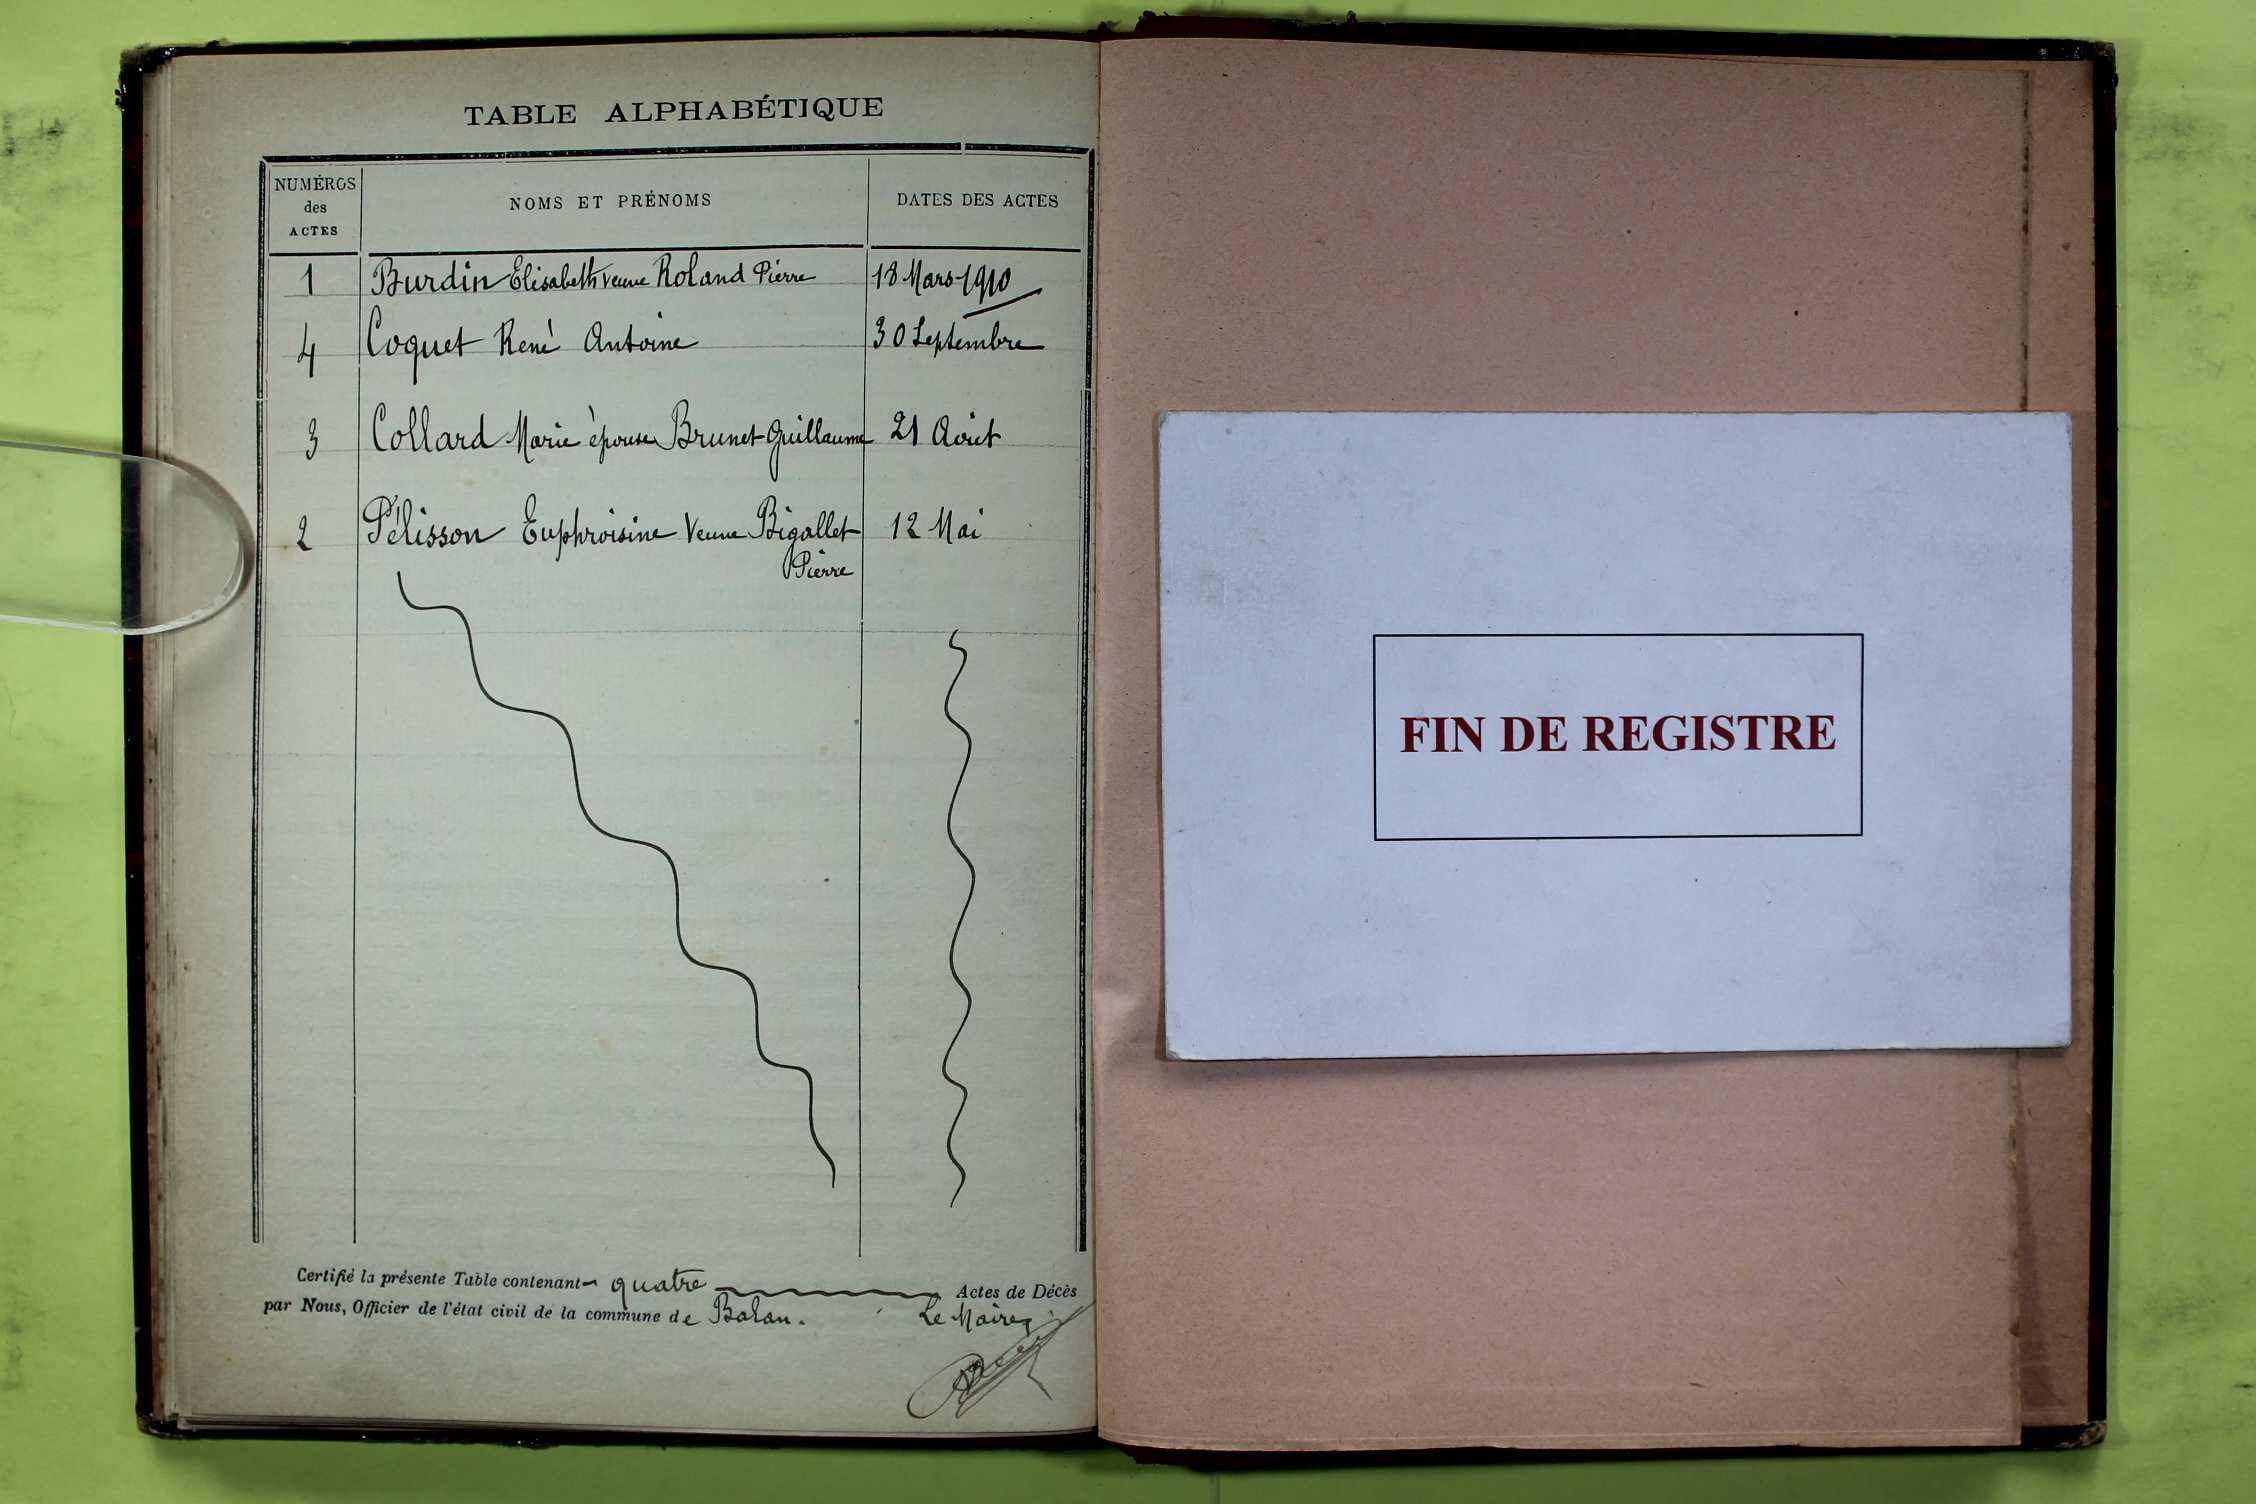 TABLE ALPHABÉTIQUE
NUMÉROS
des
ACTES
NOMS ET PRÉNOMS
DATES DES ACTES
1 Burdin Elisabeth veuve Roland Pierre 18 Mars 1910
4 Coquet René Antoine 30 Septembre
3 Collard Marie épouse Brunet Guillaume 21 Août
2 Pélisson Euphroisine Veuve Bigallet 12 Mai
Pierre
Certifié la présente Table contenant quatre Actes de Décès
par Nous, Officier de l'état civil de la commune de Balan.
Le Maire,
FIN DE REGISTRE